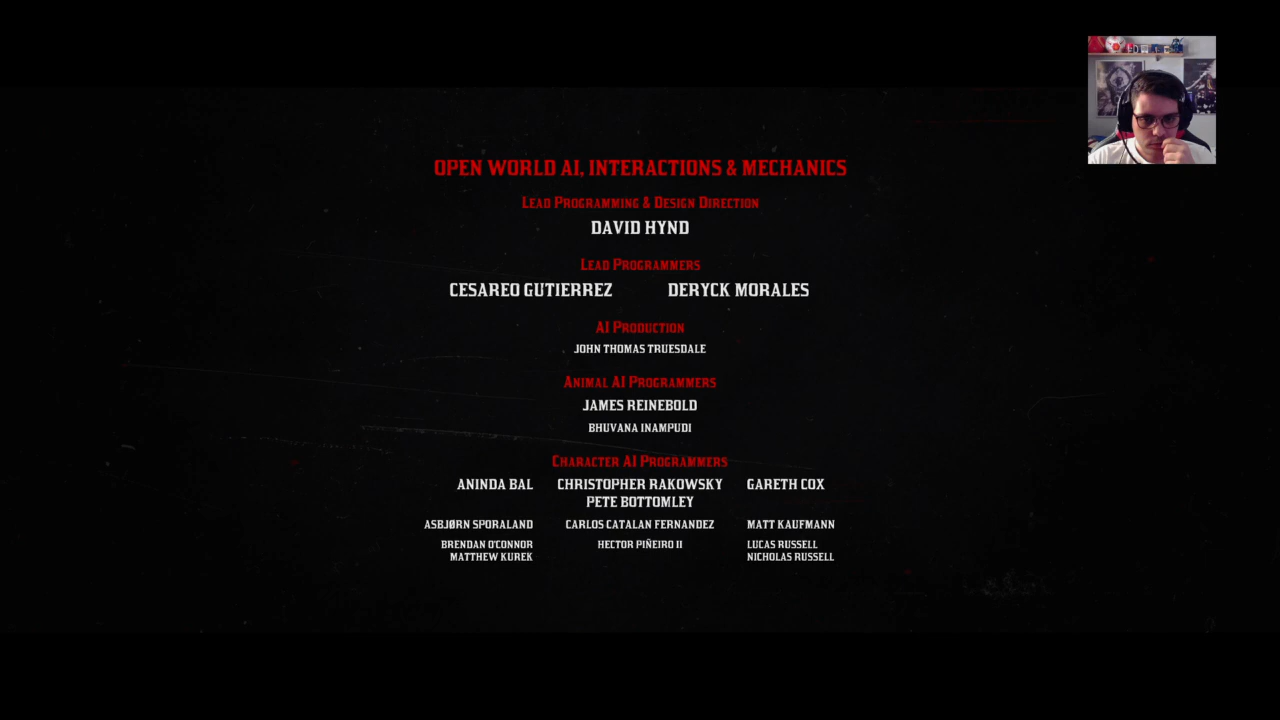 OPEN WORLD AI, INTERACTIONS & MECHANICS
LEAD PROGRAMMING & DESIGN DIRECTION
DAVID HYND
LEAD PROGRAMMERS
CESAREO GUTIERREZ DERYCK MORALES
AI PRODUCTION
JOHN THOMAS TRUESDALE
ANIMAL AI PROGRAMMERS
JAMES REINEBOLD
BHUVANA INAMPUDI
CHARACTER AI PROGRAMMERS
ANINDA BAL CHRISTOPHER RAKOWSKY GARETH COX
PETE BOTTOMLEY
ASBJØRN SPORALAND CARLOS CATALAN FERNANDEZ MATT KAUFMANN
BRENDAN O'CONNOR HECTOR PIÑEIRO II LUCAS RUSSELL
MATTHEW KUREK NICHOLAS RUSSELL